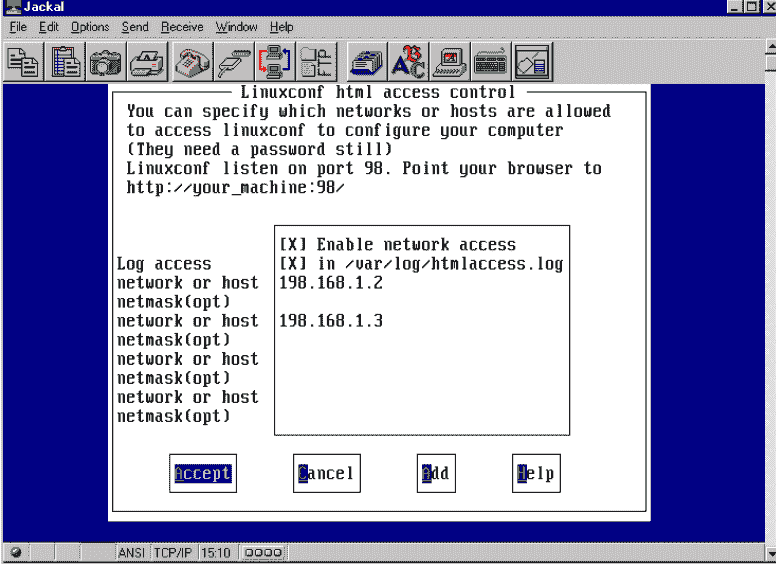 Jackal
File Edit Options Send Receive Window Help
Linuxconf html access control
You can specify which networks or hosts are allowed
to access linuxconf to configure your computer
(They need a password still)
Linuxconf listen on port 98. Point your browser to
http://your_machine:98/
[X] Enable network access
Log access [X] in /var/log/htmlaccess.log
network or host 198.168.1.2
netmask(opt)
network or host 198.168.1.3
netmask(opt)
network or host
netmask(opt)
network or host
netmask(opt)
Accept Cancel Add Help
ANSI TCP/IP 15:10